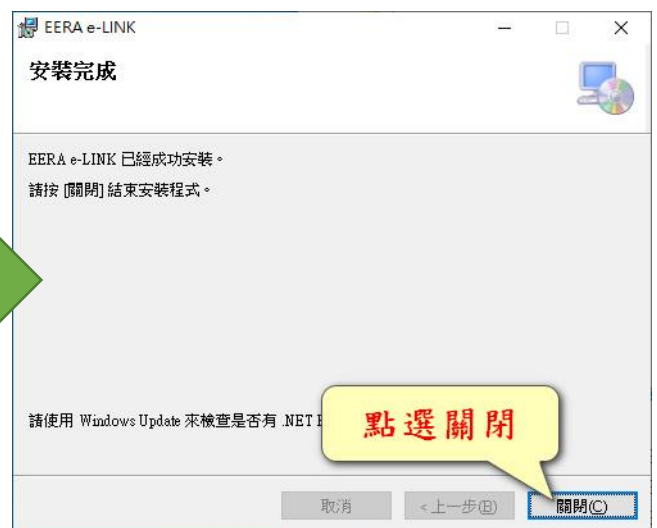 EERA e-LINK
安裝完成
EERA e-LINK 已經成功安裝。
請按 [關閉] 結束安裝程式。
請使用 Windows Update 來檢查是否有 .NET
點選關閉
取消
<上一步(B)
關閉(C)